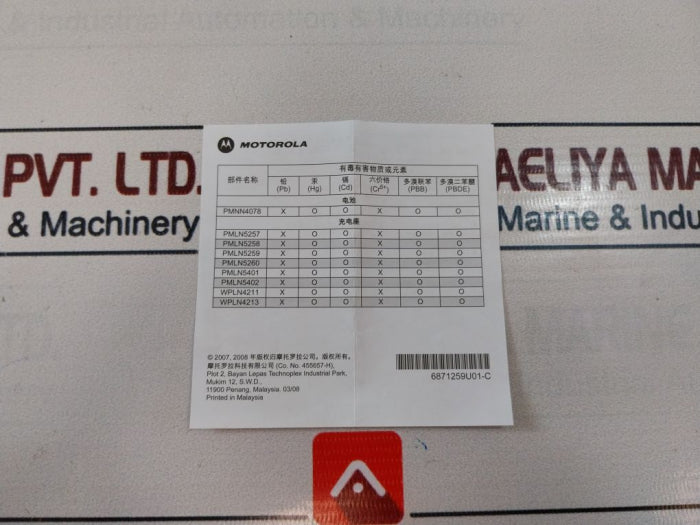 & Industrial Automation & Machinery
MOTOROLA
部件名称 有毒有害物质或元素
铅 汞 镉 六价铬 多溴联苯 多溴二苯醚
(Pb) (Hg) (Cd) (Cr6+) (PBB) (PBDE)
电池
PMNN4078 X O O X O O
充电座
PMLN5257 X O O X O O
PMLN5258 X O O X O O
PMLN5259 X O O X O O
PMLN5260 X O O X O O
PMLN5401 X O O X O O
PMLN5402 X O O X O O
WPLN4211 X O O X O O
WPLN4213 X O O X O O
© 2007, 2008 年版权归摩托罗拉公司。版权所有。
摩托罗拉科技有限公司 (Co. No. 455657-H),
Plot 2, Bayan Lepas Technoplex Industrial Park,
Mukim 12, S.W.D.,
11900 Penang, Malaysia. 03/08
Printed in Malaysia
6871259U01-C
PVT. LTD.
& Machinery
AELIYA MA
Marine & Indu